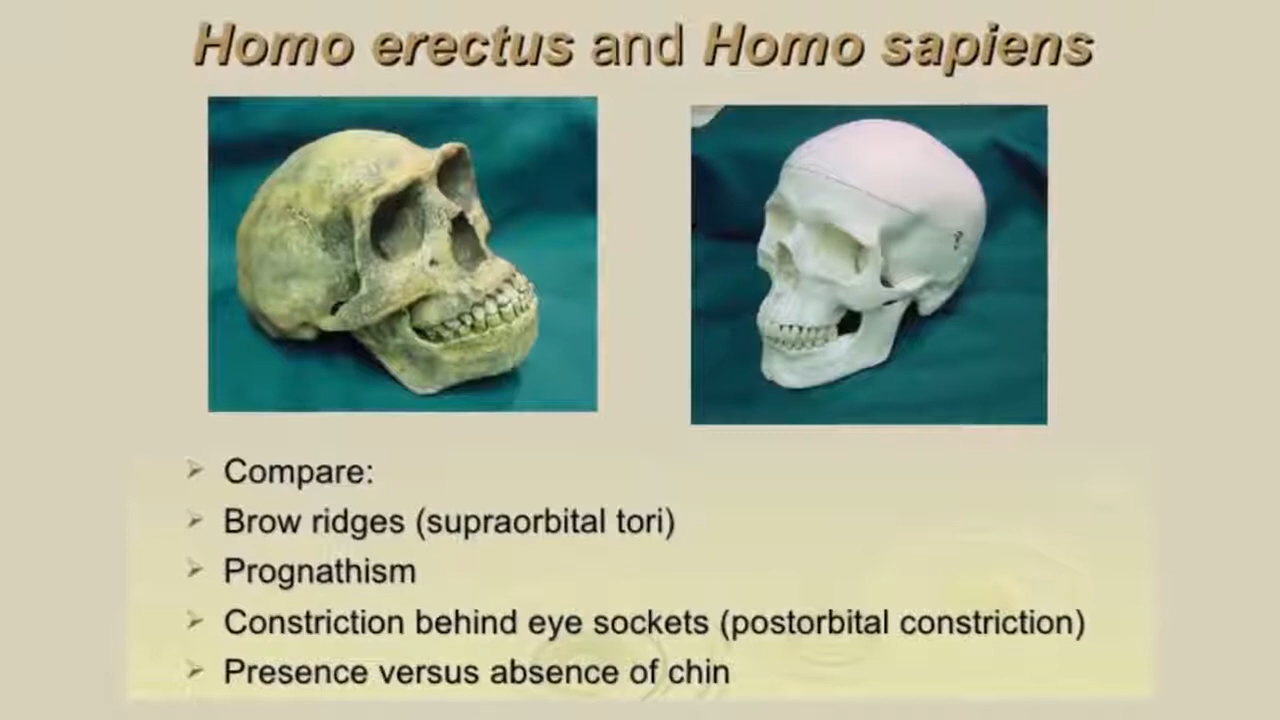 Homo erectus and Homo sapiens
Compare:
Brow ridges (supraorbital tori)
Prognathism
Constriction behind eye sockets (postorbital constriction)
Presence versus absence of chin